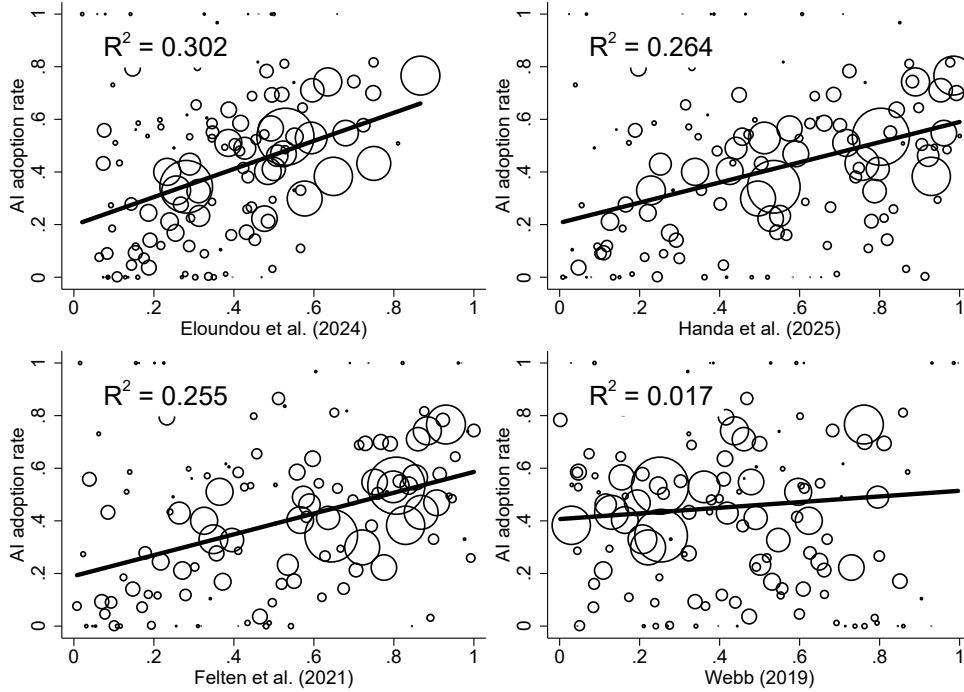 R² = 0.302
AI adoption rate
0 .2 .4 .6 .8 1
0 .2 .4 .6 .8 1
Eloundou et al. (2024)
R² = 0.264
AI adoption rate
0 .2 .4 .6 .8 1
0 .2 .4 .6 .8 1
Handa et al. (2025)
R² = 0.255
AI adoption rate
0 .2 .4 .6 .8 1
0 .2 .4 .6 .8 1
Felten et al. (2021)
R² = 0.017
AI adoption rate
0 .2 .4 .6 .8 1
0 .2 .4 .6 .8 1
Webb (2019)